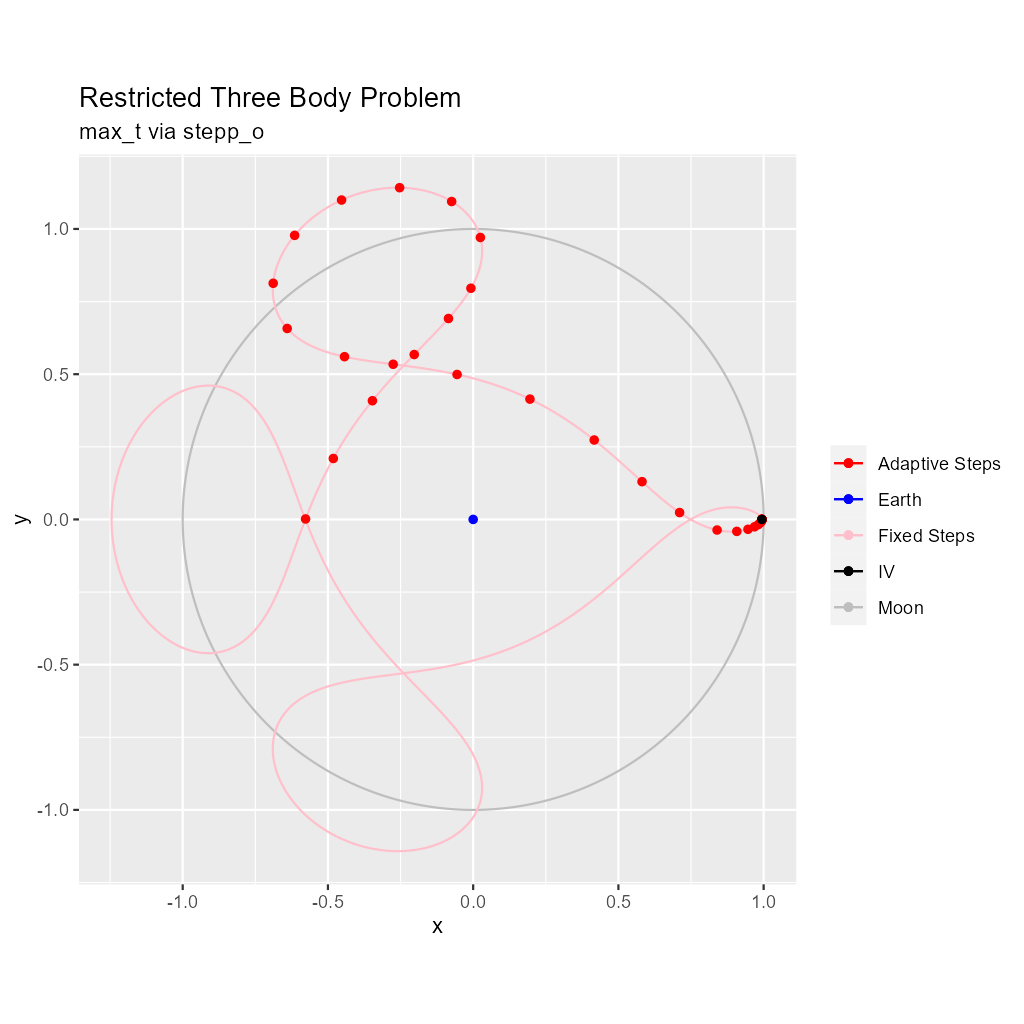 Restricted Three Body Problem
max_t via stepp_o
1.0
0.5
0.0
-0.5
-1.0
y
-1.0
-0.5
0.0
0.5
1.0
x
Adaptive Steps
Earth
Fixed Steps
IV
Moon